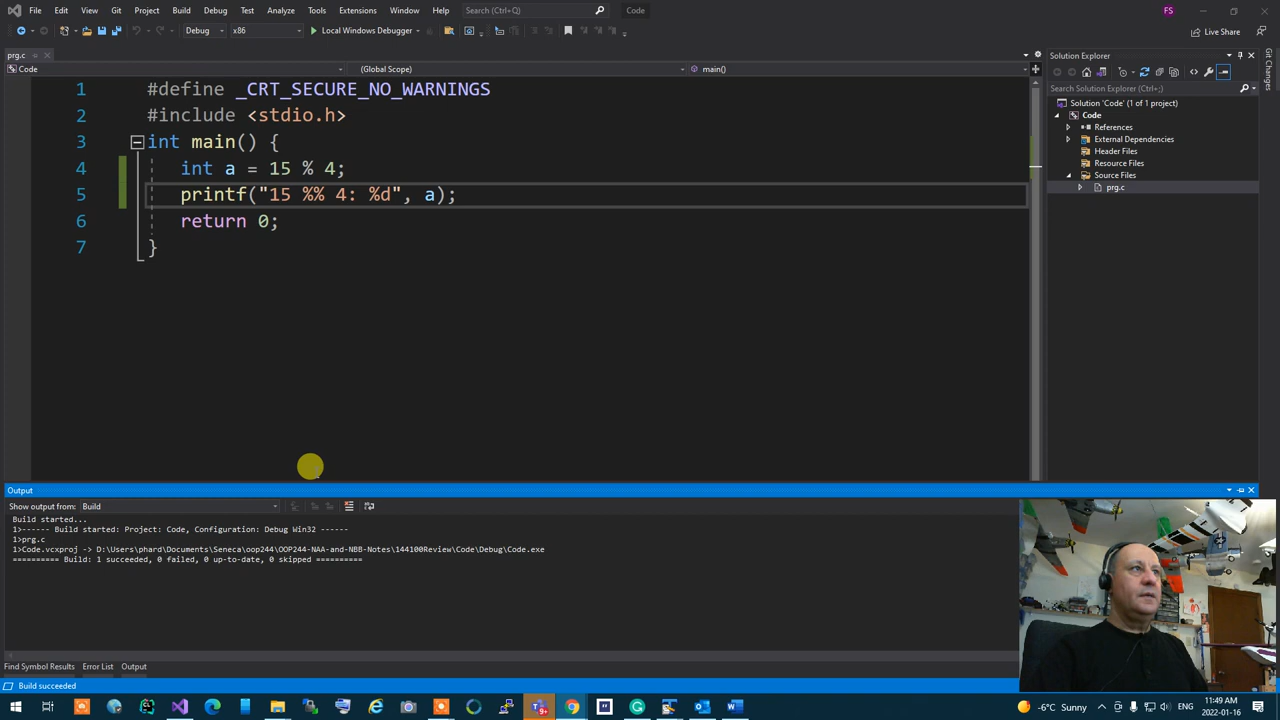 File Edit View Git Project Build Debug Test Analyze Tools Extensions Window Help Search (Ctrl+Q) Code FS
Debug x86 Local Windows Debugger Live Share
prg.c
Code (Global Scope) main()
1 #define _CRT_SECURE_NO_WARNINGS
2 #include <stdio.h>
3 int main() {
4 int a = 15 % 4;
5 printf("15 %% 4: %d", a);
6 return 0;
7 }
Solution Explorer
Search Solution Explorer (Ctrl+;)
Solution 'Code' (1 of 1 project)
Code
References
External Dependencies
Header Files
Resource Files
Source Files
prg.c
Git Changes
Output
Show output from: Build
Build started...
1>------ Build started: Project: Code, Configuration: Debug Win32 ------
1>prg.c
1>Code.vcxproj -> D:\Users\phard\Documents\Seneca\oop244\OOP244-NAA-and-NBB-Notes\144100Review\Code\Debug\Code.exe
========== Build: 1 succeeded, 0 failed, 0 up-to-date, 0 skipped ==========
Find Symbol Results Error List Output
Build succeeded
-6°C Sunny
11:49 AM
2022-01-16